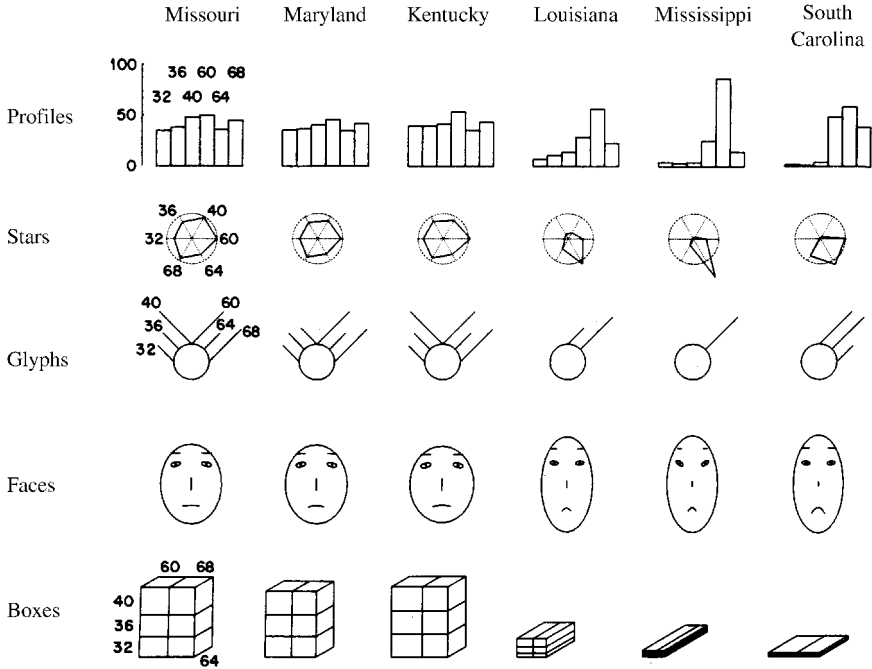 Missouri Maryland Kentucky Louisiana Mississippi South
Carolina
100
36 60 68
32 40 64
Profiles
50
0
36 40
Stars
32 60
68 64
40 60
36 64 68
32
Glyphs
Faces
60 68
40
Boxes
36
32
64